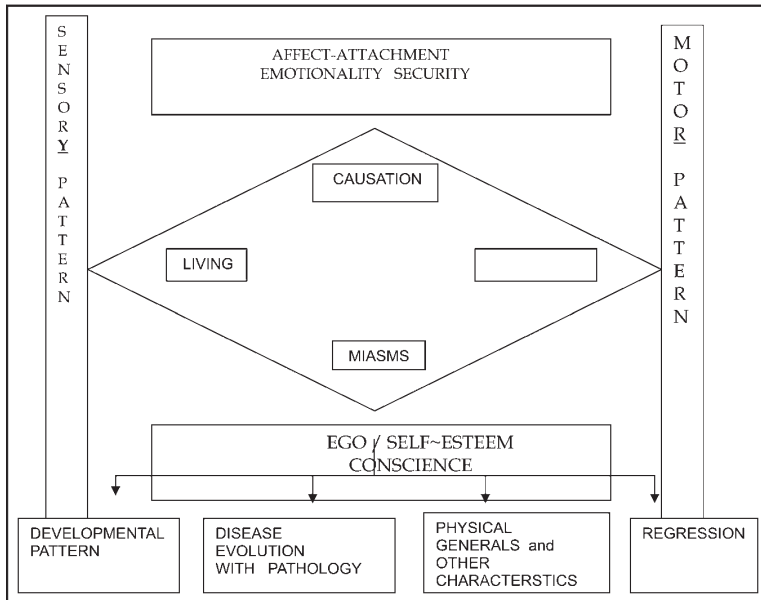 SENSORY PATTERN
AFFECT-ATTACHMENT
EMOTIONALITY SECURITY
MOTOR PATTERN
CAUSATION
LIVING
MIASMS
EGO / SELF~ESTEEM
CONSCIENCE
DEVELOPMENTAL
PATTERN
DISEASE
EVOLUTION
WITH PATHOLOGY
PHYSICAL
GENERALS and
OTHER
CHARACTERSTICS
REGRESSION